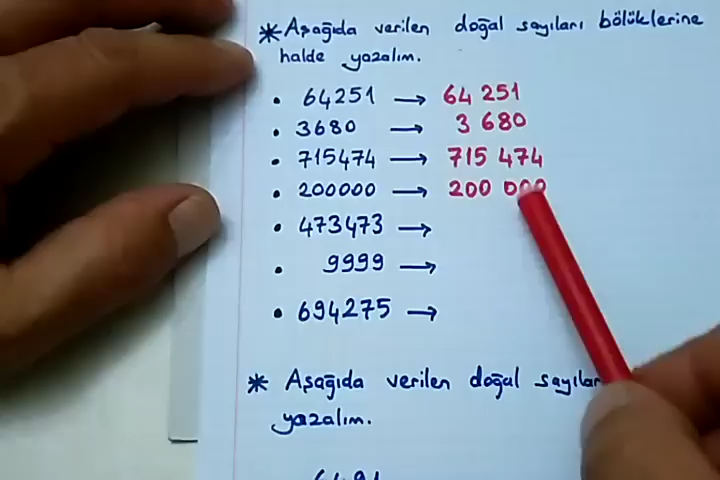 * Aşağıda verilen doğal sayıları bölüklerine
halde yazalım.
• 64251 → 64 251
• 3680 → 3 680
• 715474 → 715 474
• 200000 → 200 000
• 473473 →
• 9999 →
• 694275 →
* Aşağıda verilen doğal
yazalım.